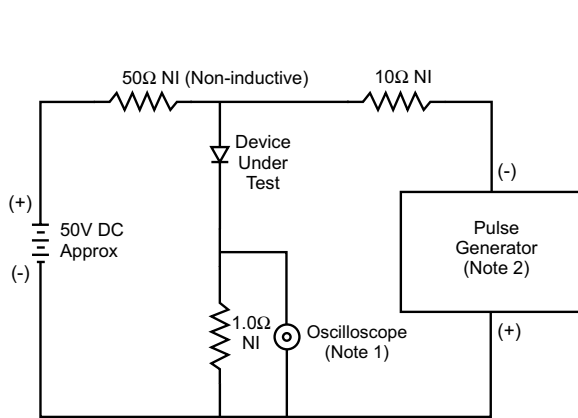 50Ω NI (Non-inductive)
10Ω NI
Device
Under
Test
(-)
(+)
50V DC
Approx
(-)
Pulse
Generator
(Note 2)
1.0Ω
NI
Oscilloscope
(Note 1)
(+)